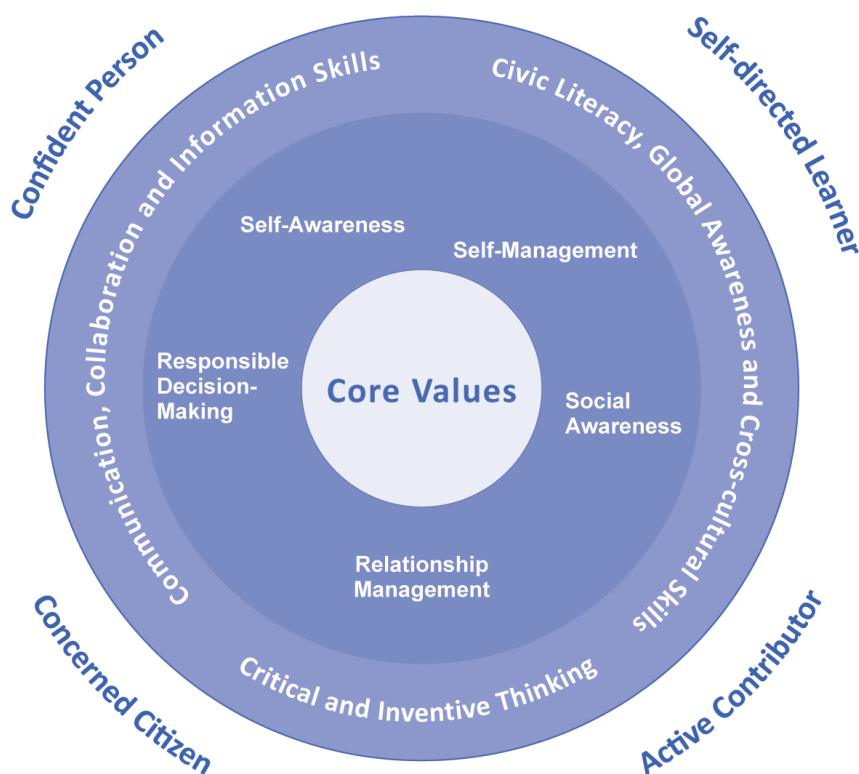 Confident Person
Self-directed Learner
Communication, Collaboration and Information Skills
Civic Literacy, Global Awareness and Cross-cultural Skills
Self-Awareness
Self-Management
Responsible
Decision-
Making
Core Values
Social
Awareness
Relationship
Management
Critical and Inventive Thinking
Concerned Citizen
Active Contributor